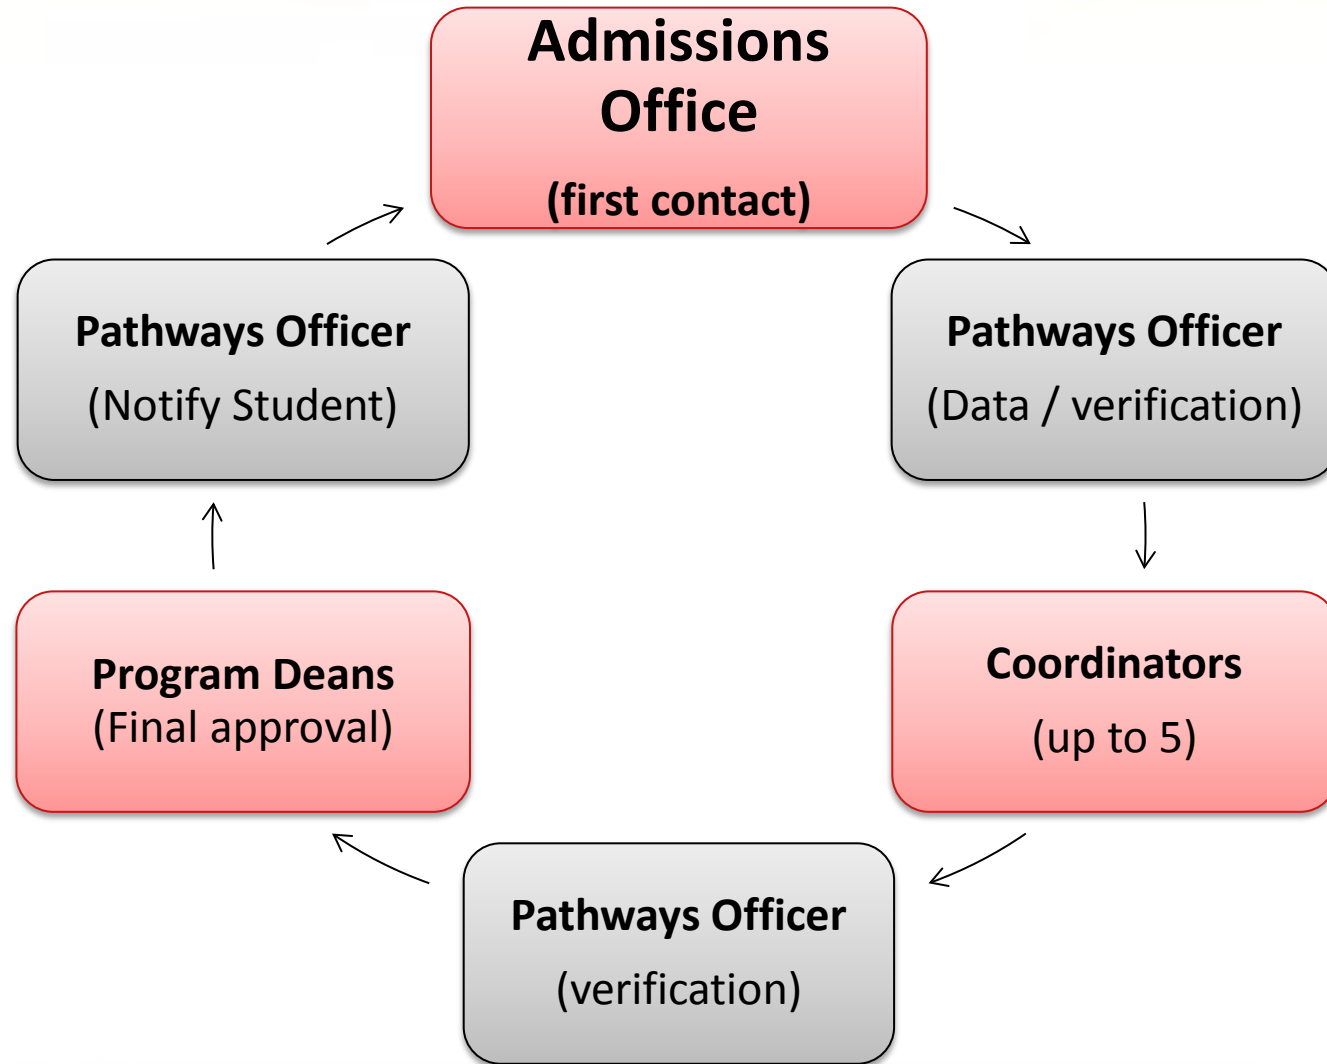 Admissions
Office
(first contact)
Pathways Officer
(Data / verification)
Coordinators
(up to 5)
Pathways Officer
(verification)
Program Deans
(Final approval)
Pathways Officer
(Notify Student)